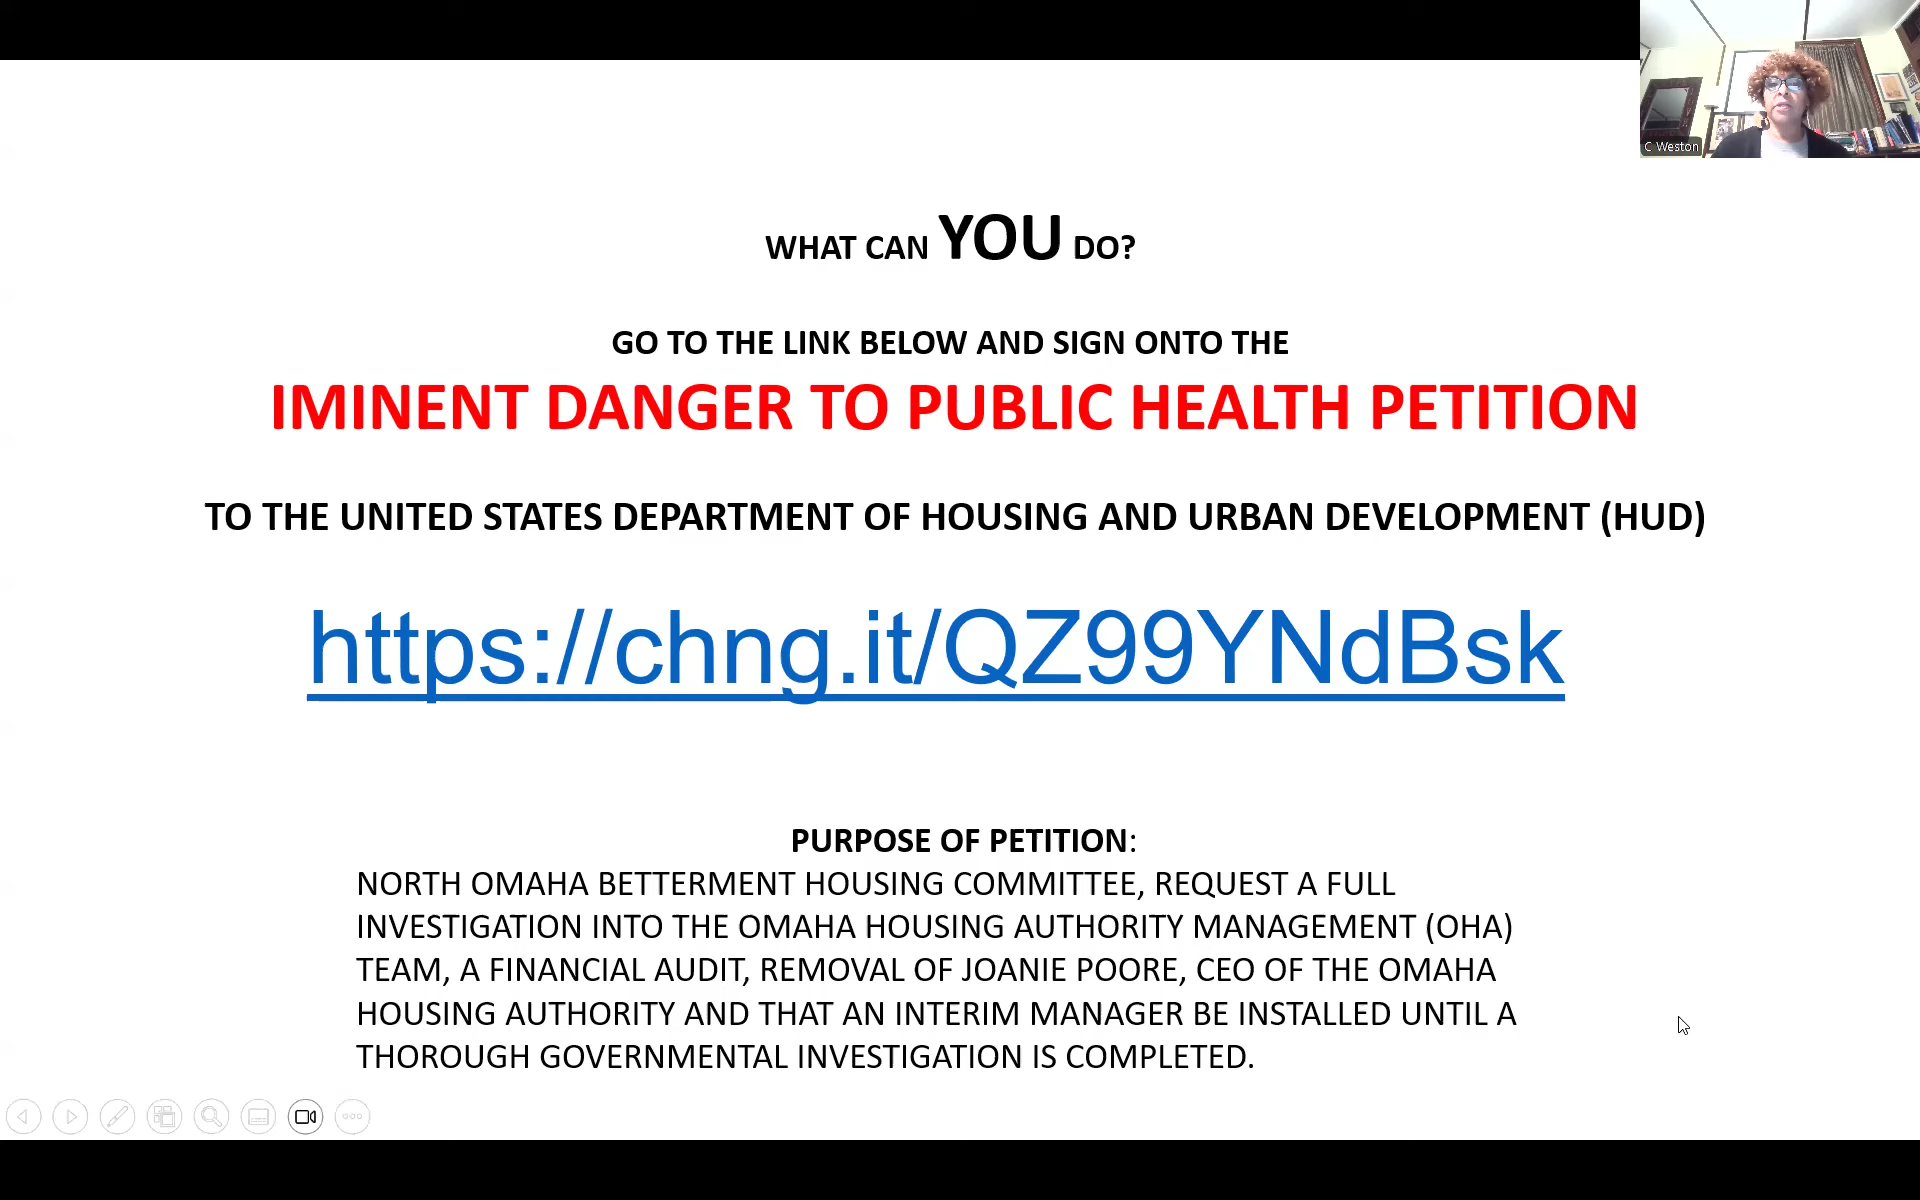 C Weston
WHAT CAN YOU DO?
GO TO THE LINK BELOW AND SIGN ONTO THE
IMINENT DANGER TO PUBLIC HEALTH PETITION
TO THE UNITED STATES DEPARTMENT OF HOUSING AND URBAN DEVELOPMENT (HUD)
https://chng.it/QZ99YNdBsk
PURPOSE OF PETITION:
NORTH OMAHA BETTERMENT HOUSING COMMITTEE, REQUEST A FULL
INVESTIGATION INTO THE OMAHA HOUSING AUTHORITY MANAGEMENT (OHA)
TEAM, A FINANCIAL AUDIT, REMOVAL OF JOANIE POORE, CEO OF THE OMAHA
HOUSING AUTHORITY AND THAT AN INTERIM MANAGER BE INSTALLED UNTIL A
THOROUGH GOVERNMENTAL INVESTIGATION IS COMPLETED.